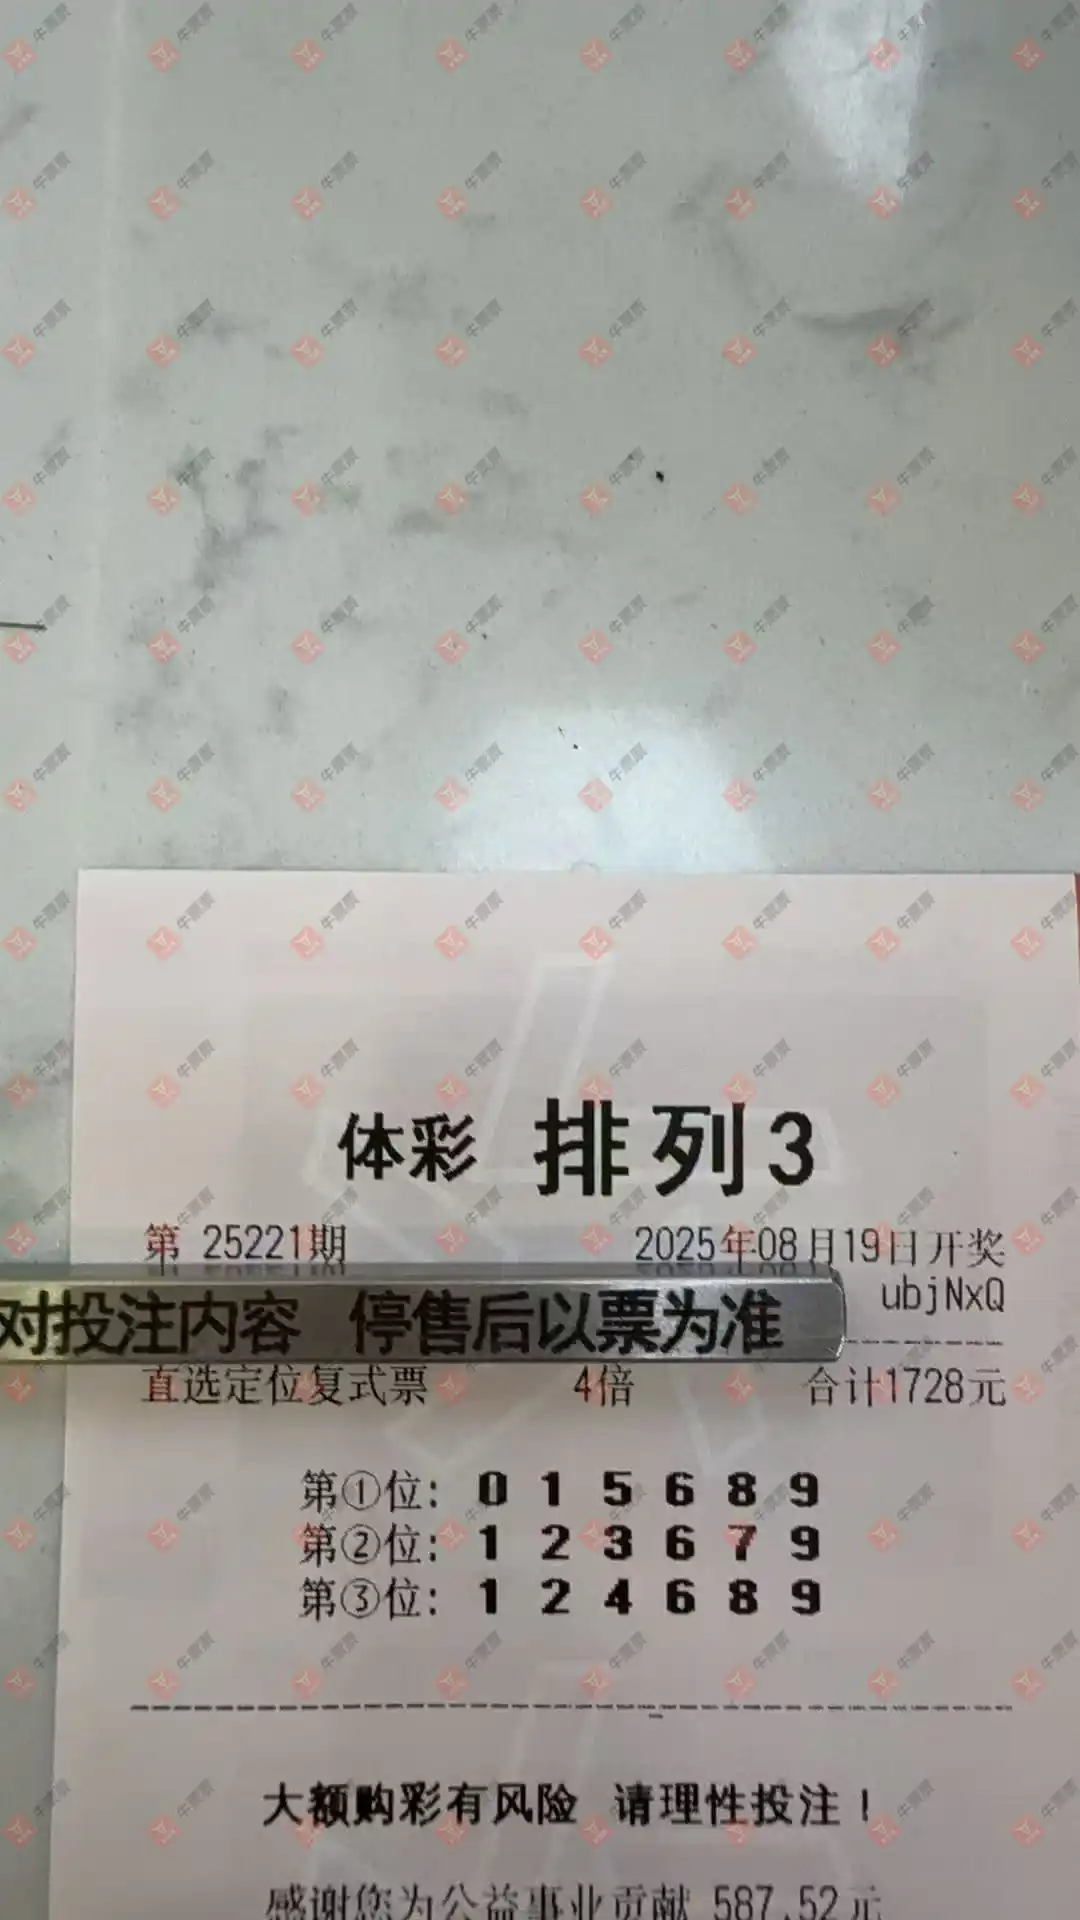 体彩 排列3
第 25221期 2025年08月19日开奖
ubjNxQ
对投注内容 停售后以票为准
直选定位复式票 4倍 合计1728元
第①位: 0 1 5 6 8 9
第②位: 1 2 3 6 7 9
第③位: 1 2 4 6 8 9
大额购彩有风险 请理性投注!
感谢您为公益事业贡献 587.52元
牛票票